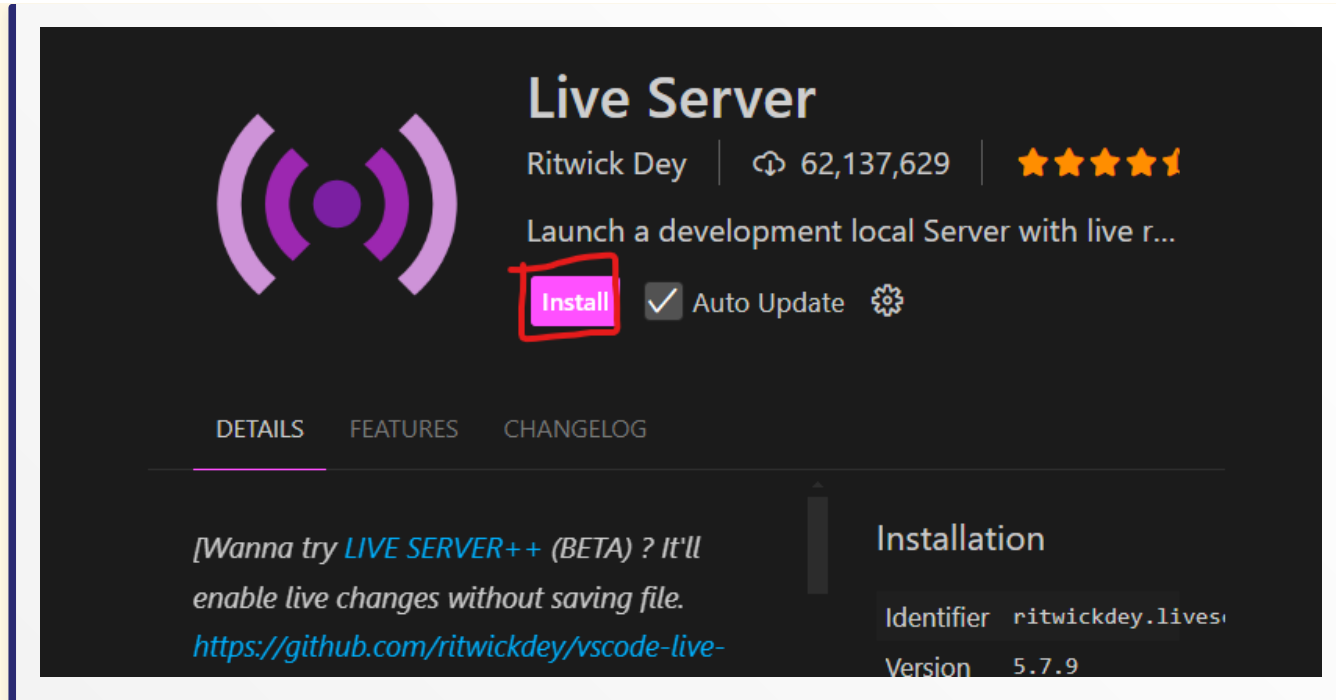 Live Server
Ritwick Dey 62,137,629
Launch a development local Server with live r...
Install Auto Update
DETAILS FEATURES CHANGELOG
[Wanna try LIVE SERVER++ (BETA) ? It'll
enable live changes without saving file.
https://github.com/ritwickdey/vscode-live-
Installation
Identifier ritwickdey.lives
Version 5.7.9